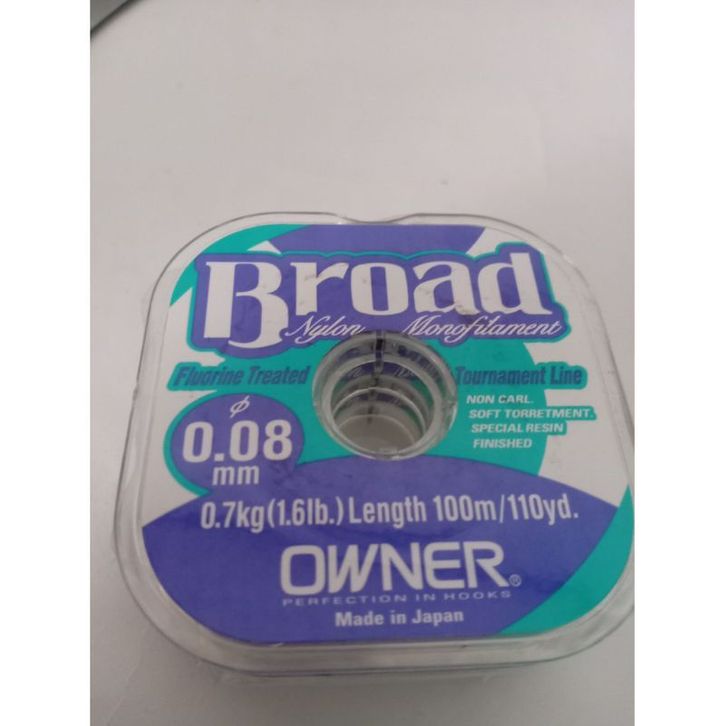 Broad
Nylon Monofilament
Fluorine Treated Tournament Line
NON CARL.
SOFT TORRETMENT.
SPECIAL RESIN
FINISHED
φ
0.08
mm
0.7kg(1.6lb.) Length 100m/110yd.
OWNER®
PERFECTION IN HOOKS
Made in Japan